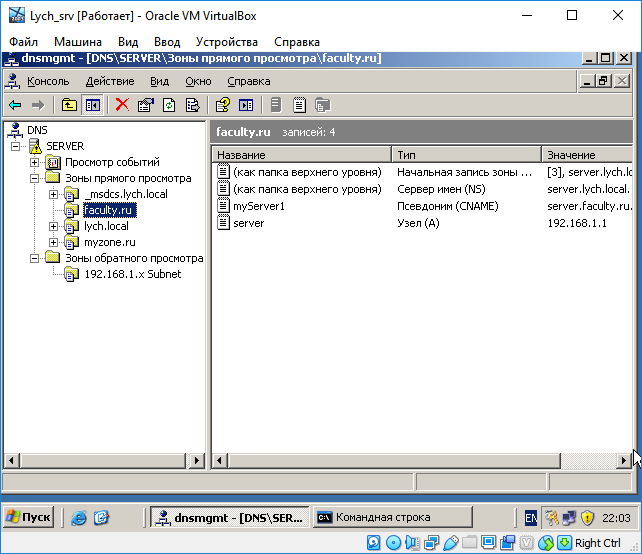 Lych_srv [Работает] - Oracle VM VirtualBox
Файл Машина Вид Ввод Устройства Справка
dnsmgmt - [DNS\SERVER\Зоны прямого просмотра\faculty.ru]
Консоль Действие Вид Окно Справка
DNS
SERVER
Просмотр событий
Зоны прямого просмотра
_msdcs.lych.local
faculty.ru
lych.local
myzone.ru
Зоны обратного просмотра
192.168.1.x Subnet
faculty.ru записей: 4
Название Тип Значение
(как папка верхнего уровня) Начальная запись зоны ... [3], server.lych.lo
(как папка верхнего уровня) Сервер имен (NS) server.lych.local.
myServer1 Псевдоним (CNAME) server.faculty.ru
server Узел (A) 192.168.1.1
Пуск dnsmgmt - [DNS\SER... Командная строка EN 22:03
Right Ctrl